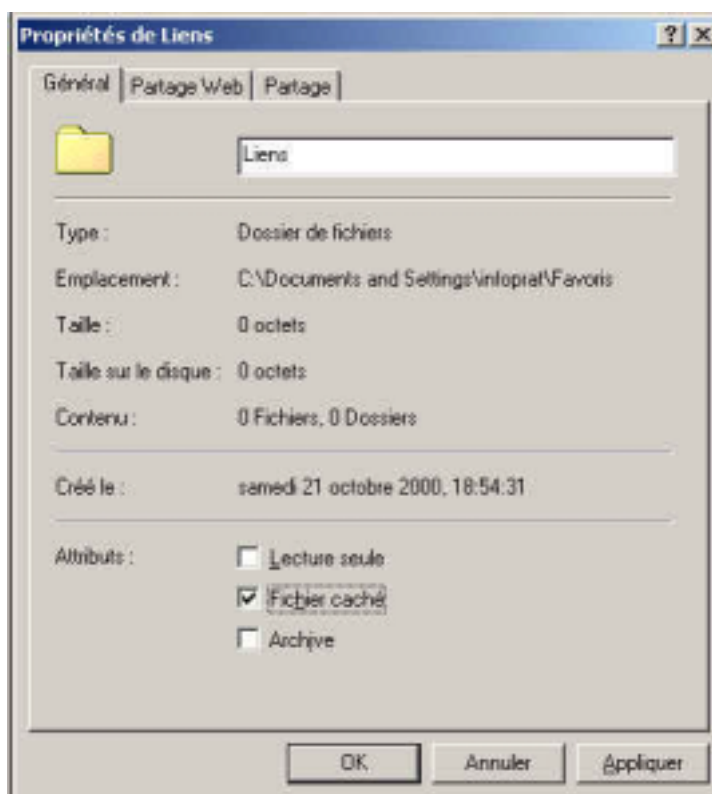 Propriétés de Liens
Général Partage Web Partage
Liens
Type : Dossier de fichiers
Emplacement : C:\Documents and Settings\infoprat\Favoris
Taille : 0 octets
Taille sur le disque : 0 octets
Contenu : 0 Fichiers, 0 Dossiers
Créé le : samedi 21 octobre 2000, 18:54:31
Attributs : Lecture seule
Fichier caché
Archive
OK Annuler Appliquer